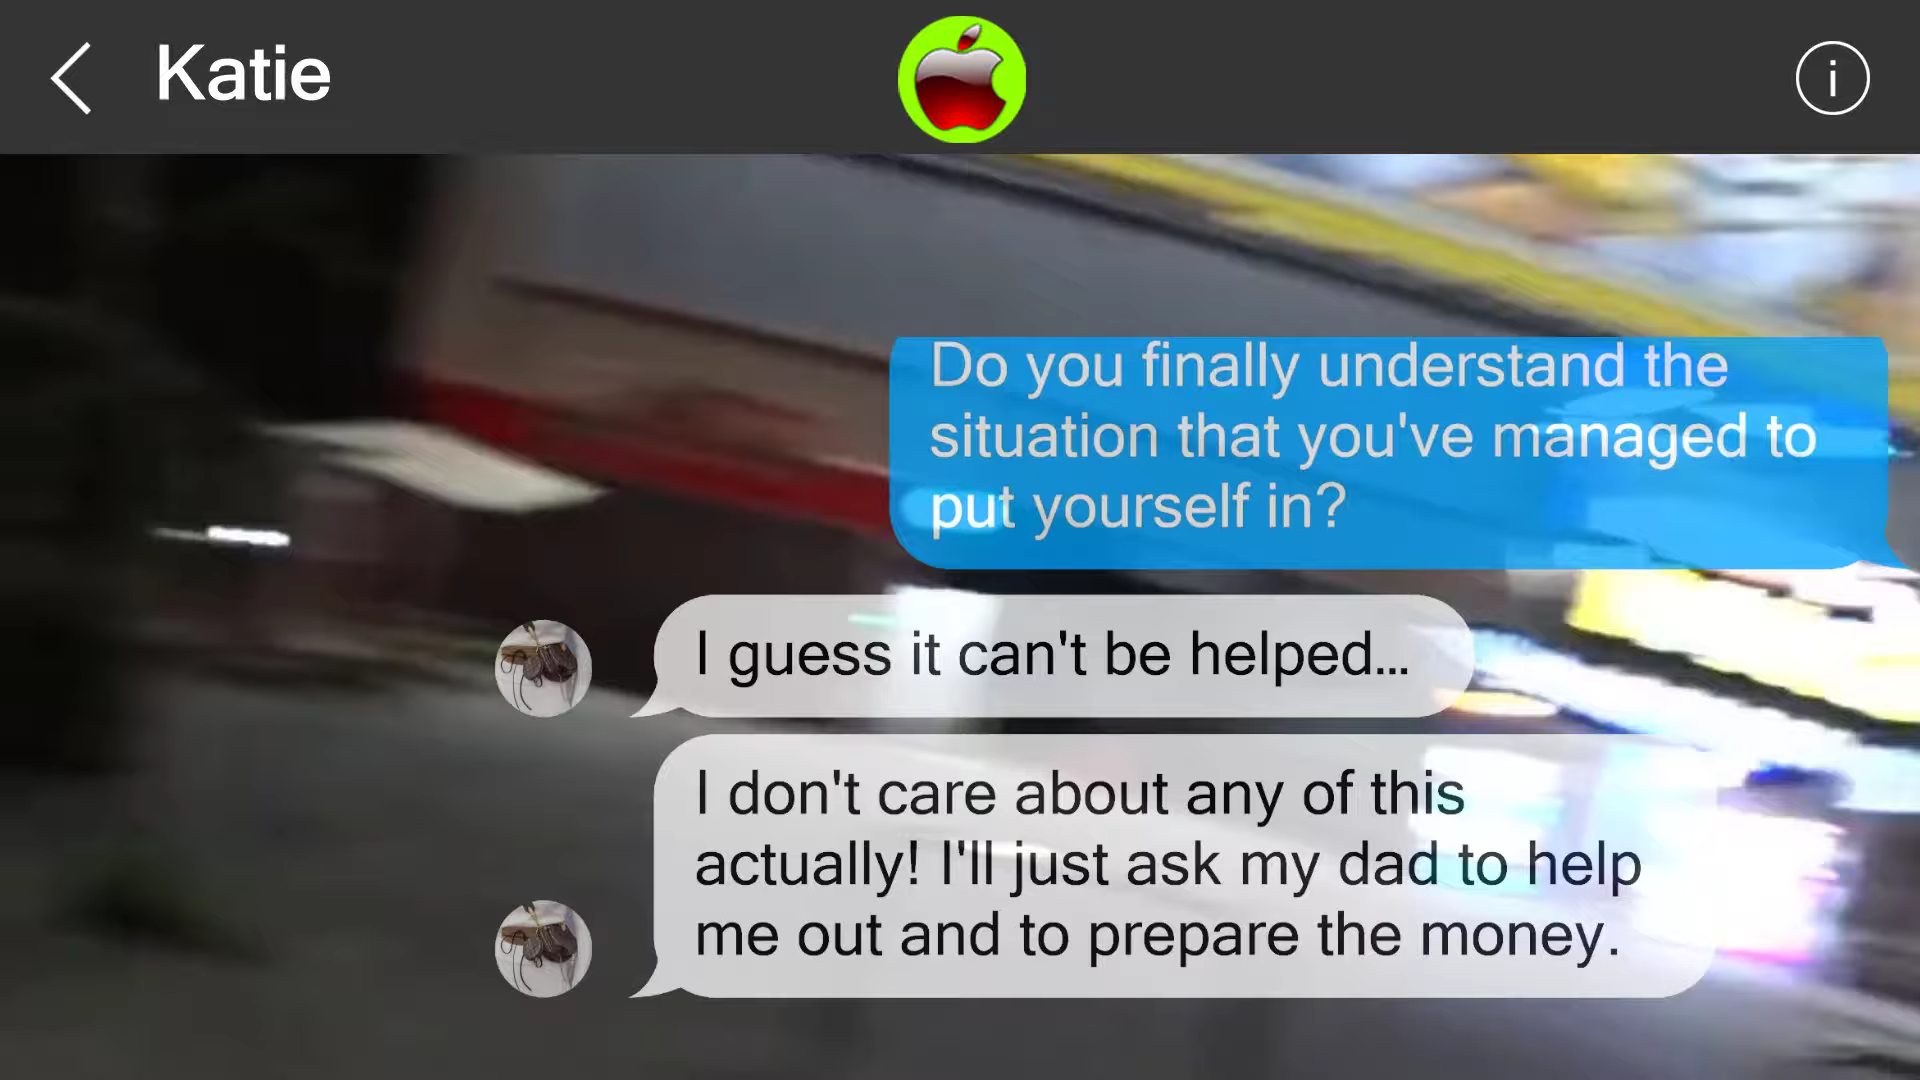 Katie
i
Do you finally understand the
situation that you've managed to
put yourself in?
I guess it can't be helped...
I don't care about any of this
actually! I'll just ask my dad to help
me out and to prepare the money.